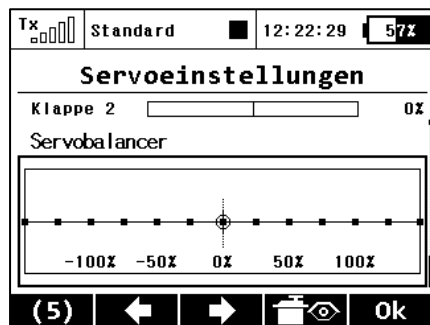 Tx Standard 12:22:29 57%
Servoeinstellungen
Klappe 2 0%
Servobalancer
-100% -50% 0% 50% 100%
(5) Ok